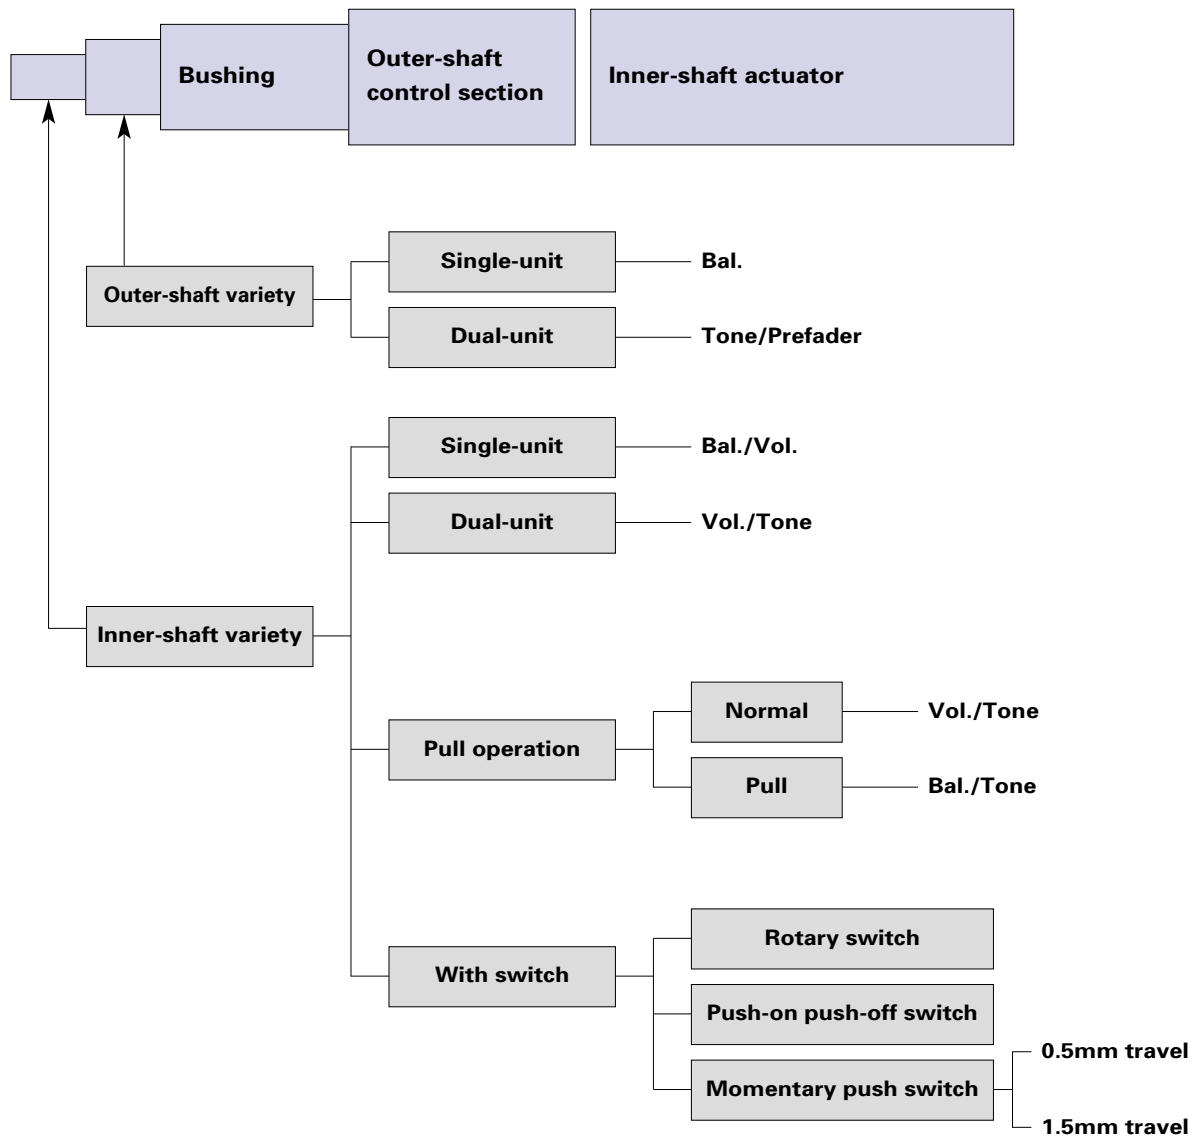 Bushing
Outer-shaft
control section
Inner-shaft actuator
Outer-shaft variety
Single-unit
Bal.
Dual-unit
Tone/Prefader
Inner-shaft variety
Single-unit
Bal./Vol.
Dual-unit
Vol./Tone
Pull operation
Normal
Vol./Tone
Pull
Bal./Tone
With switch
Rotary switch
Push-on push-off switch
Momentary push switch
0.5mm travel
1.5mm travel